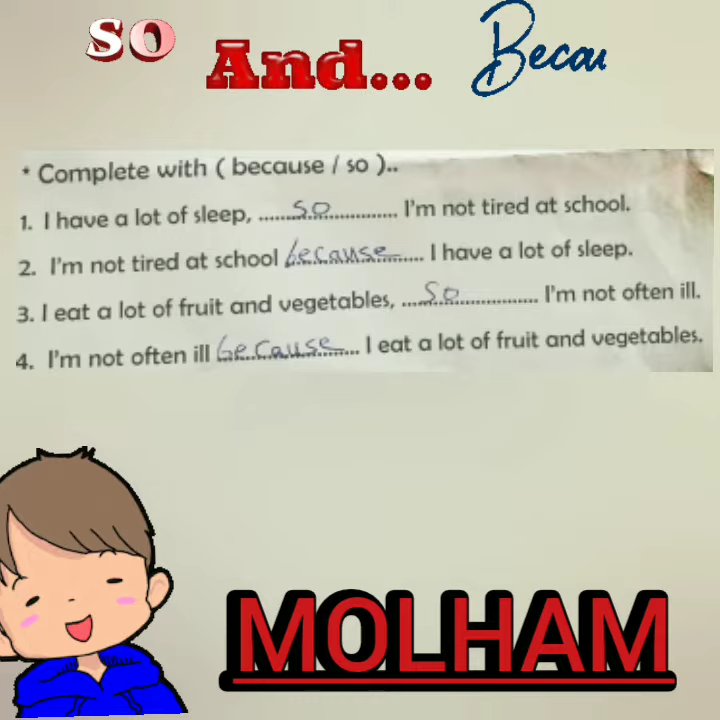 so And... Becau
* Complete with ( because / so )..
1. I have a lot of sleep, ......so.................. I'm not tired at school.
2. I'm not tired at school because...... I have a lot of sleep.
3. I eat a lot of fruit and vegetables, ....so.................. I'm not often ill.
4. I'm not often ill because... I eat a lot of fruit and vegetables.
MOLHAM